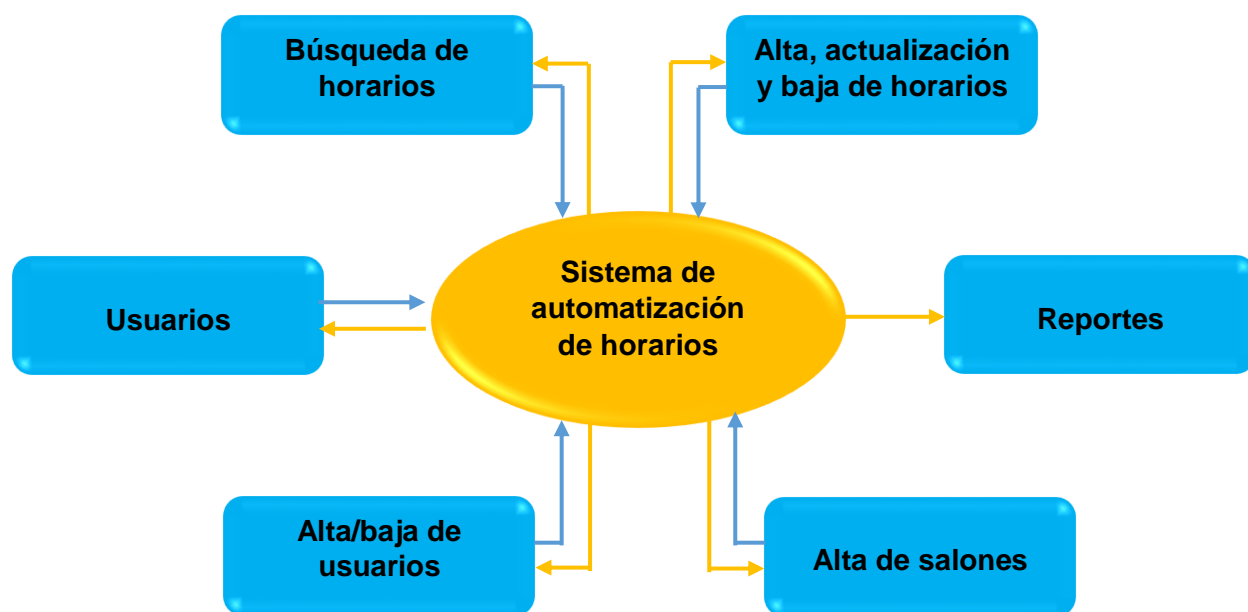 Búsqueda de
horarios
Alta, actualización
y baja de horarios
Usuarios
Sistema de
automatización
de horarios
Reportes
Alta/baja de
usuarios
Alta de salones